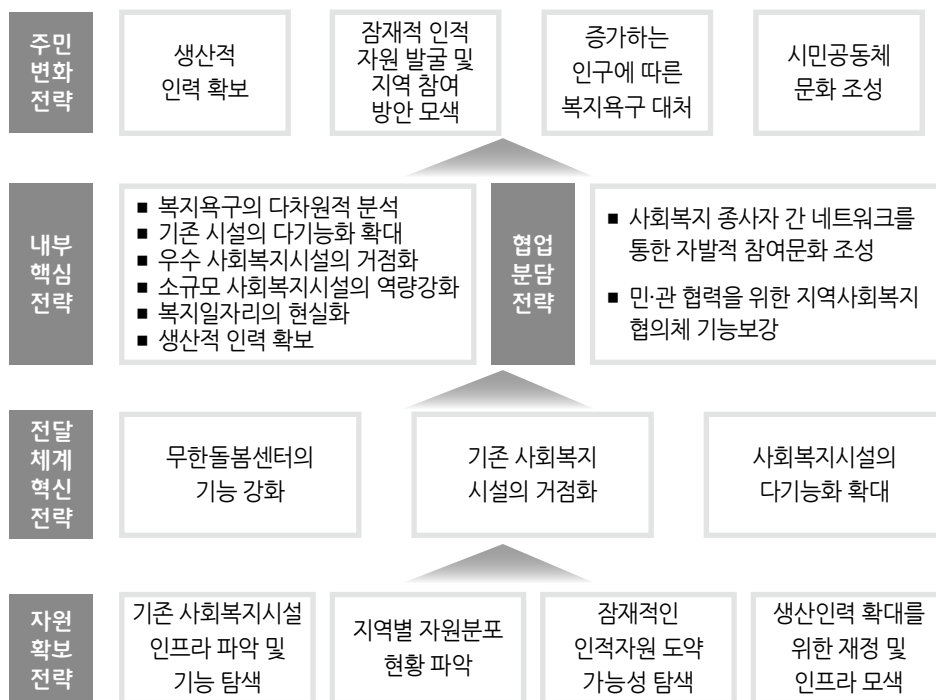 주민
변화
전략
생산적
인력 확보
잠재적 인적
자원 발굴 및
지역 참여
방안 모색
증가하는
인구에 따른
복지욕구 대처
시민공동체
문화 조성
내부
핵심
전략
■ 복지욕구의 다차원적 분석
■ 기존 시설의 다기능화 확대
■ 우수 사회복지시설의 거점화
■ 소규모 사회복지시설의 역량강화
■ 복지일자리의 현실화
■ 생산적 인력 확보
협업
분담
전략
■ 사회복지 종사자 간 네트워크를
통한 자발적 참여문화 조성
■ 민·관 협력을 위한 지역사회복지
협의체 기능보강
전달
체계
혁신
전략
무한돌봄센터의
기능 강화
기존 사회복지
시설의 거점화
사회복지시설의
다기능화 확대
자원
확보
전략
기존 사회복지시설
인프라 파악 및
기능 탐색
지역별 자원분포
현황 파악
잠재적인
인적자원 도약
가능성 탐색
생산인력 확대를
위한 재정 및
인프라 모색